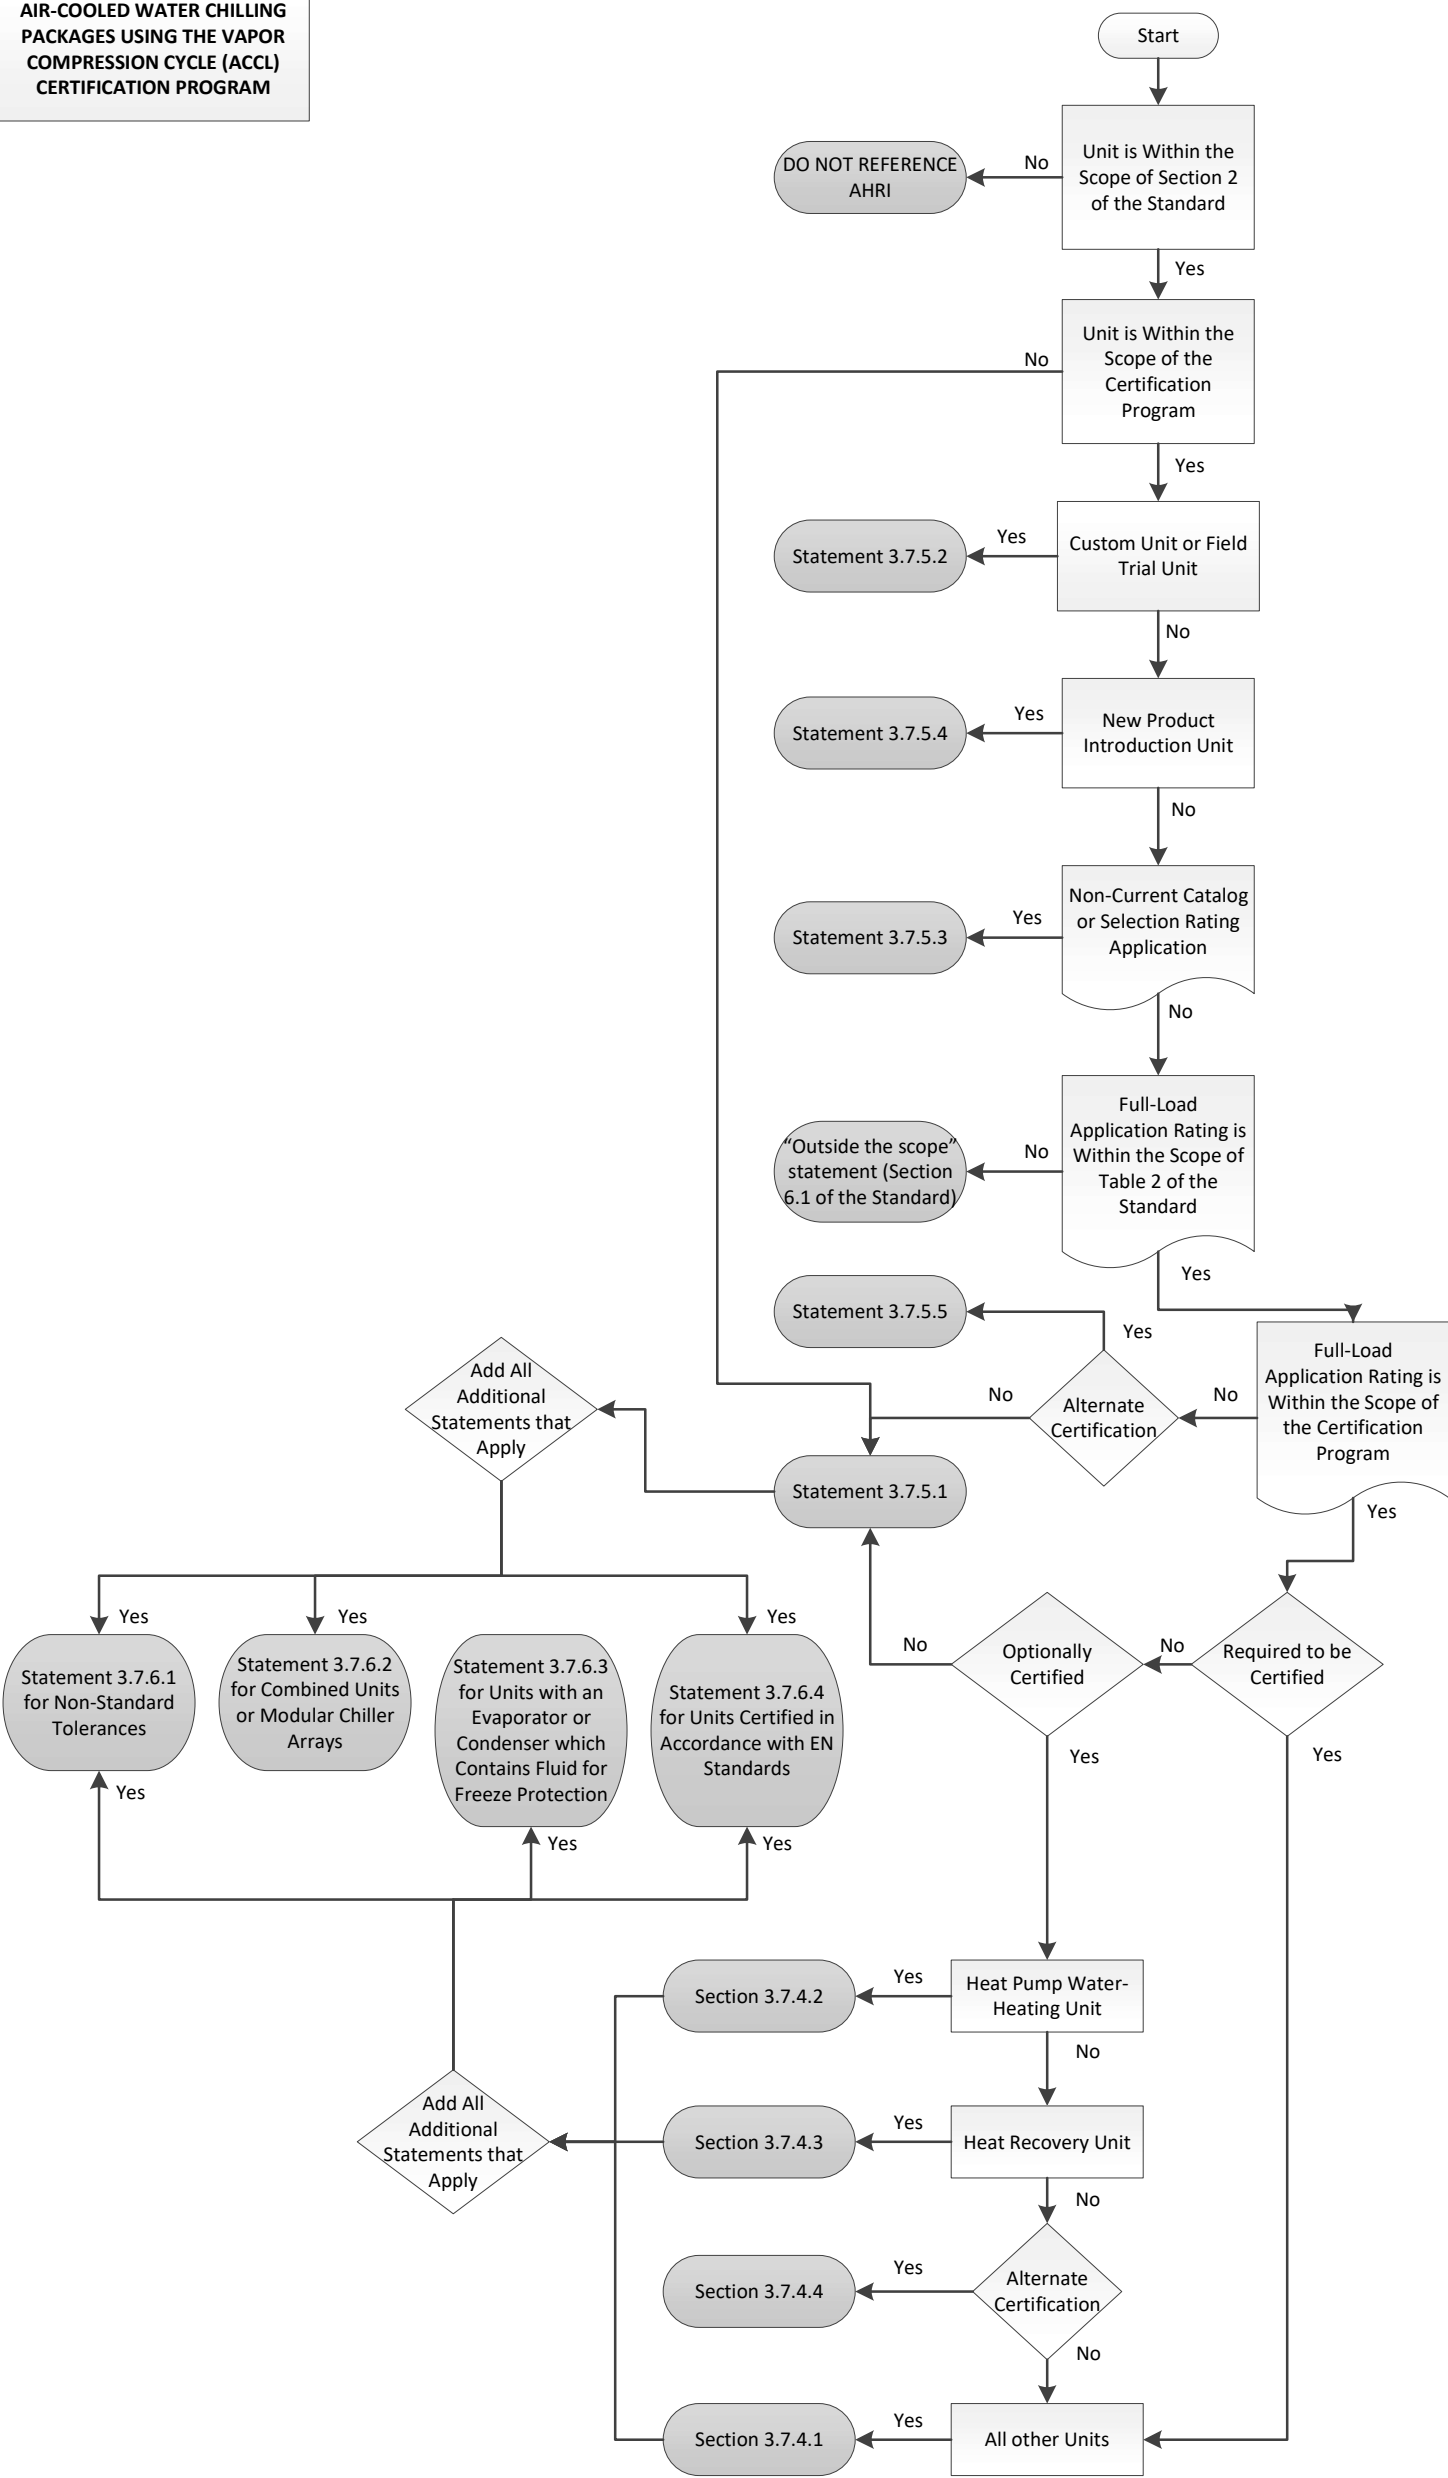 AIR-COOLED WATER CHILLING
PACKAGES USING THE VAPOR
COMPRESSION CYCLE (ACCL)
CERTIFICATION PROGRAM
Start
Unit is Within the
Scope of Section 2
of the Standard
No
DO NOT REFERENCE
AHRI
Yes
Unit is Within the
Scope of the
Certification
Program
No
Yes
Custom Unit or Field
Trial Unit
Yes
Statement 3.7.5.2
No
New Product
Introduction Unit
Yes
Statement 3.7.5.4
No
Non-Current Catalog
or Selection Rating
Application
Yes
Statement 3.7.5.3
No
Full-Load
Application Rating is
Within the Scope of
Table 2 of the
Standard
No
“Outside the scope”
statement (Section
6.1 of the Standard)
Yes
Statement 3.7.5.5
Yes
Full-Load
Application Rating is
Within the Scope of
the Certification
Program
No
Alternate
Certification
No
Statement 3.7.5.1
Add All
Additional
Statements that
Apply
Yes
Required to be
Certified
No
Optionally
Certified
No
Yes
Yes
Yes
Statement 3.7.6.1
for Non-Standard
Tolerances
Yes
Statement 3.7.6.2
for Combined Units
or Modular Chiller
Arrays
Statement 3.7.6.3
for Units with an
Evaporator or
Condenser which
Contains Fluid for
Freeze Protection
Yes
Statement 3.7.6.4
for Units Certified in
Accordance with EN
Standards
Yes
Yes
Yes
Heat Pump Water-
Heating Unit
Yes
Section 3.7.4.2
No
Heat Recovery Unit
Yes
Section 3.7.4.3
Add All
Additional
Statements that
Apply
No
Alternate
Certification
Yes
Section 3.7.4.4
No
All other Units
Yes
Section 3.7.4.1